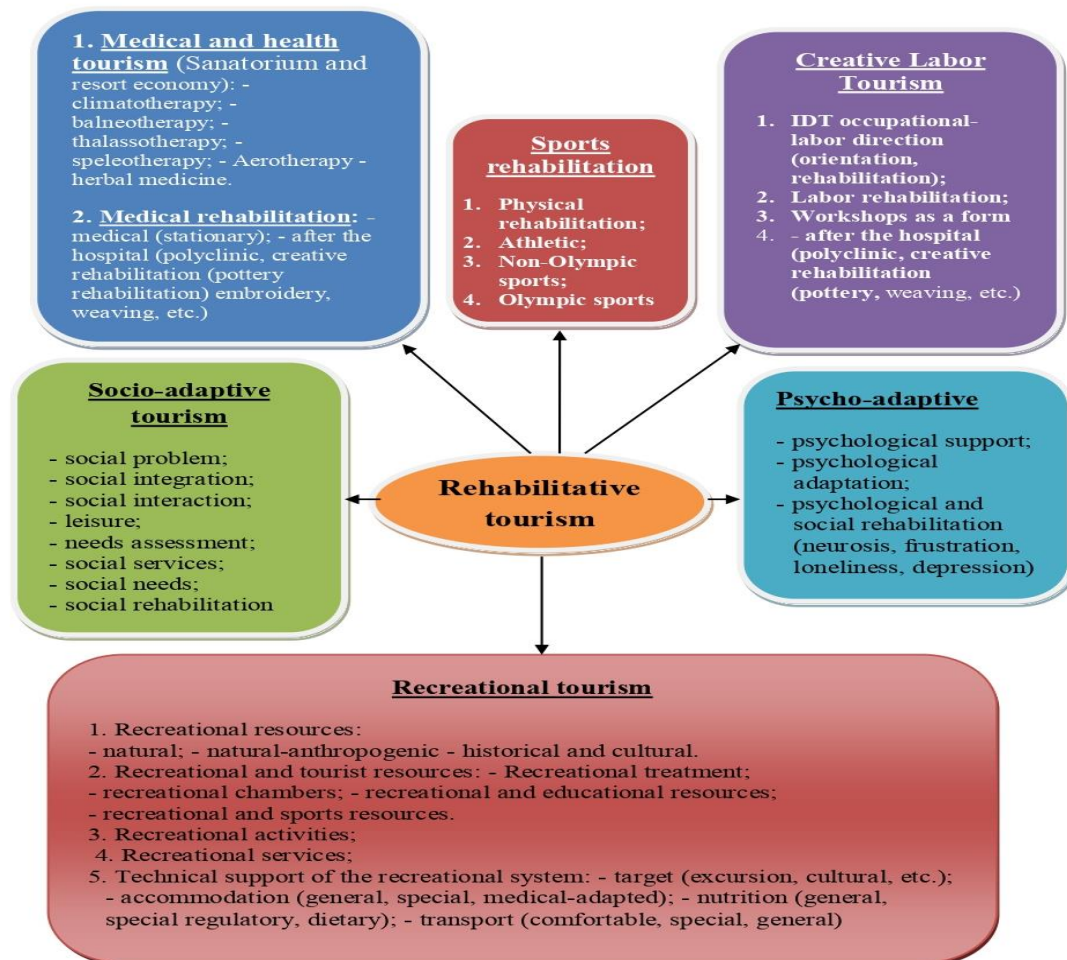 1. Medical and health
tourism (Sanatorium and
resort economy): -
climatotherapy; -
balneotherapy; -
thalassotherapy; -
speleotherapy; - Aerotherapy -
herbal medicine.
2. Medical rehabilitation: -
medical (stationary); - after the
hospital (polyclinic, creative
rehabilitation (pottery
rehabilitation) embroidery,
weaving, etc.)
Sports
rehabilitation
1. Physical
rehabilitation;
2. Athletic;
3. Non-Olympic
sports;
4. Olympic sports
Creative Labor
Tourism
1. IDT occupational-
labor direction
(orientation,
rehabilitation);
2. Labor rehabilitation;
3. Workshops as a form
4. - after the hospital
(polyclinic, creative
rehabilitation
(pottery, weaving, etc.)
Socio-adaptive
tourism
- social problem;
- social integration;
- social interaction;
- leisure;
- needs assessment;
- social services;
- social needs;
- social rehabilitation
Rehabilitative
tourism
Psycho-adaptive
- psychological support;
- psychological
adaptation;
- psychological and
social rehabilitation
(neurosis, frustration,
loneliness, depression)
Recreational tourism
1. Recreational resources:
- natural; - natural-anthropogenic - historical and cultural.
2. Recreational and tourist resources: - Recreational treatment;
- recreational chambers; - recreational and educational resources;
- recreational and sports resources.
3. Recreational activities;
4. Recreational services;
5. Technical support of the recreational system: - target (excursion, cultural, etc.);
- accommodation (general, special, medical-adapted); - nutrition (general,
special regulatory, dietary); - transport (comfortable, special, general)